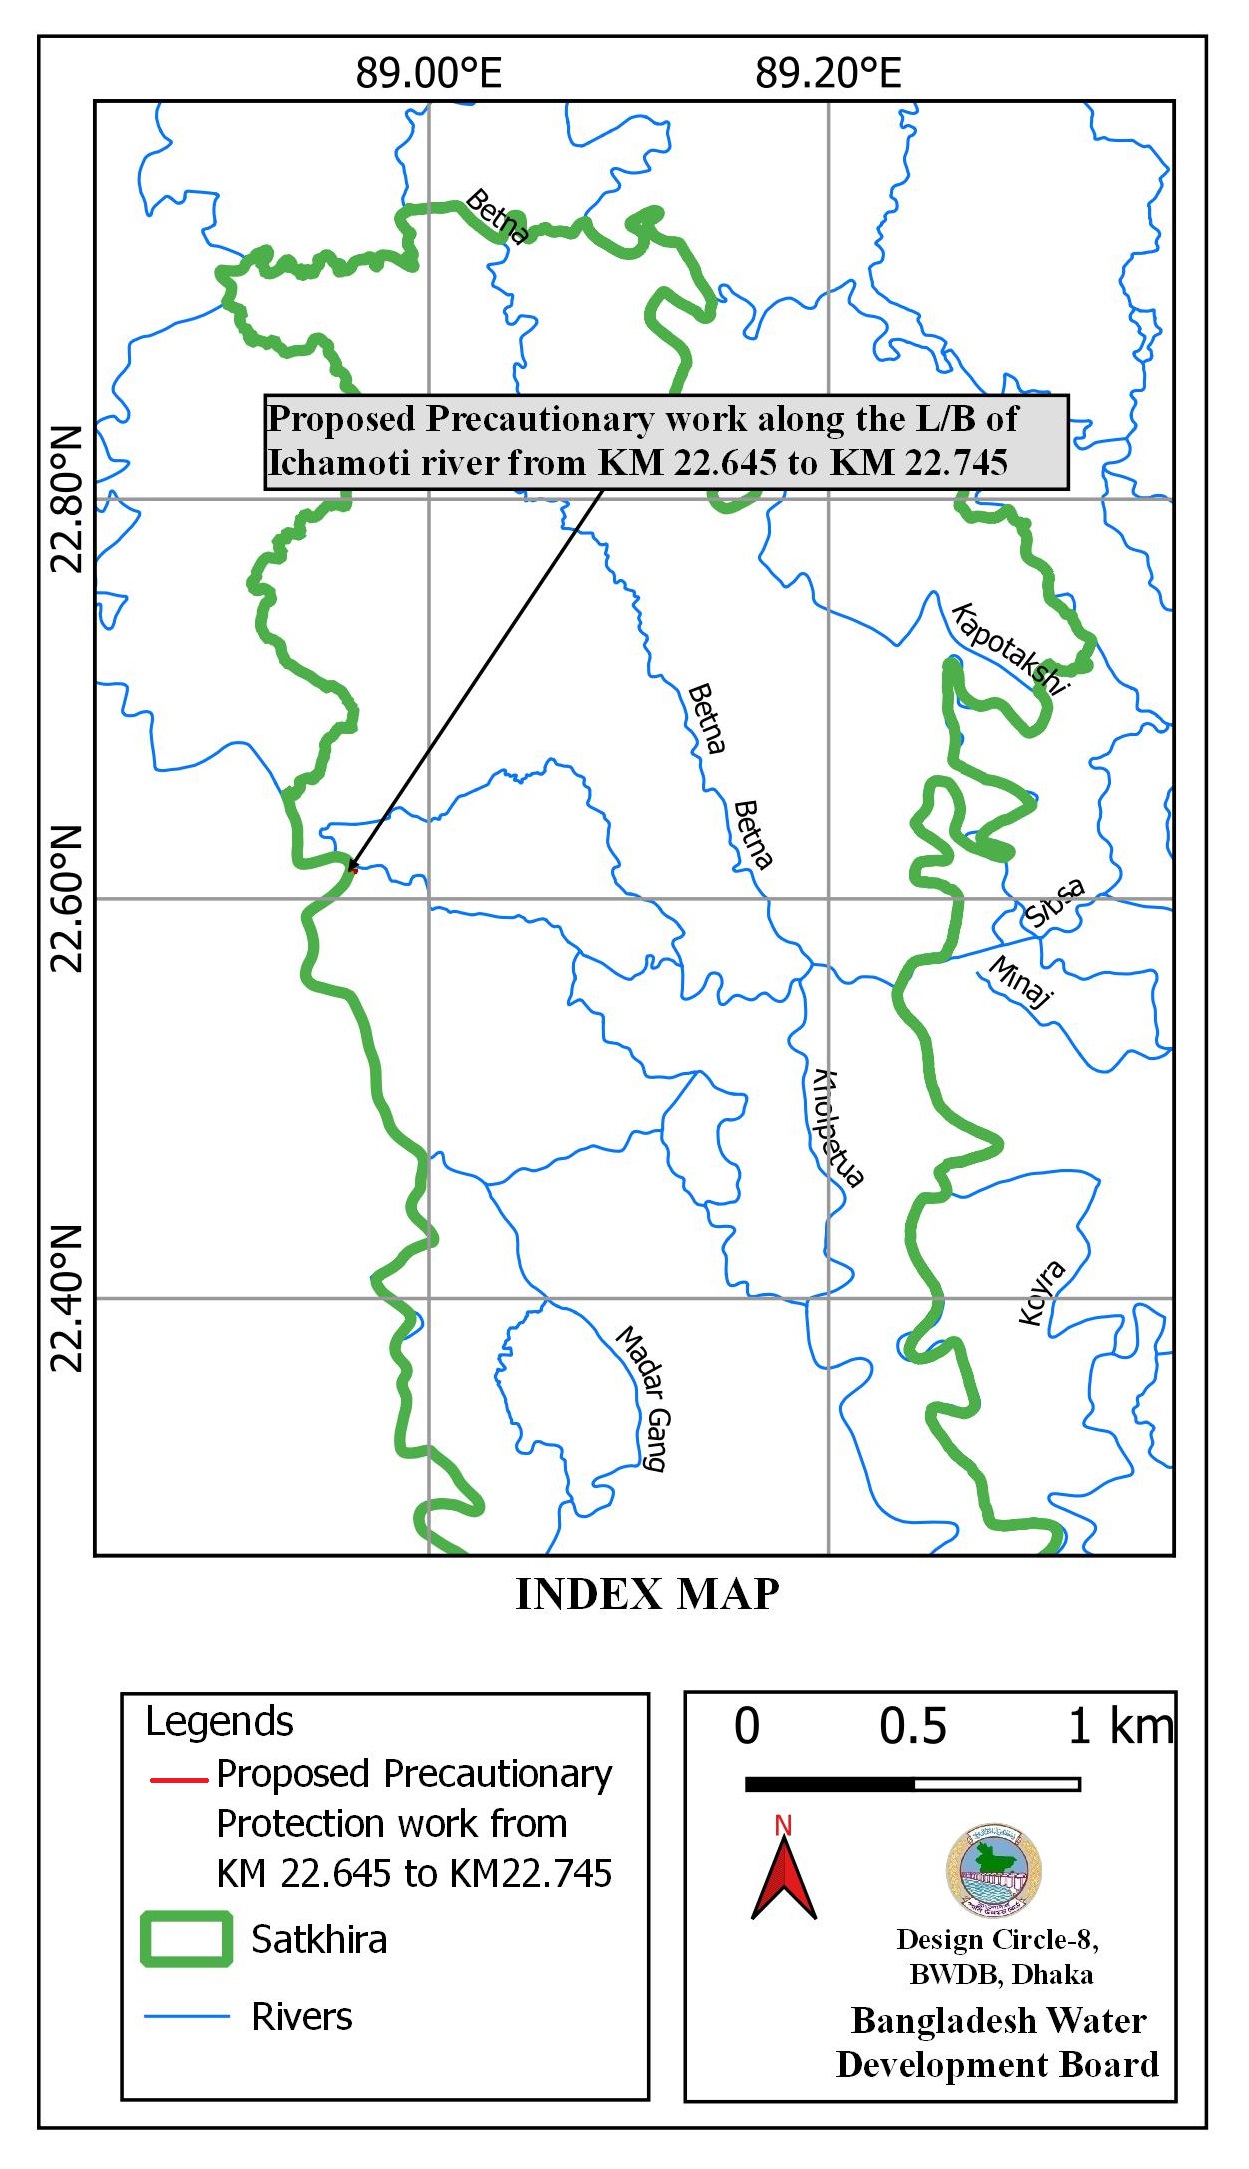 89.00°E
89.20°E
Betna
Proposed Precautionary work along the L/B of
Ichamoti river from KM 22.645 to KM 22.745
22.80°N
Kapotakshi
Betna
Betna
22.60°N
Sibsa
Minaj
Kholpetua
22.40°N
Koyra
Madar Gang
INDEX MAP
Legends
Proposed Precautionary
Protection work from
KM 22.645 to KM22.745
Satkhira
Rivers
0 0.5 1 km
N
Design Circle-8,
BWDB, Dhaka
Bangladesh Water
Development Board